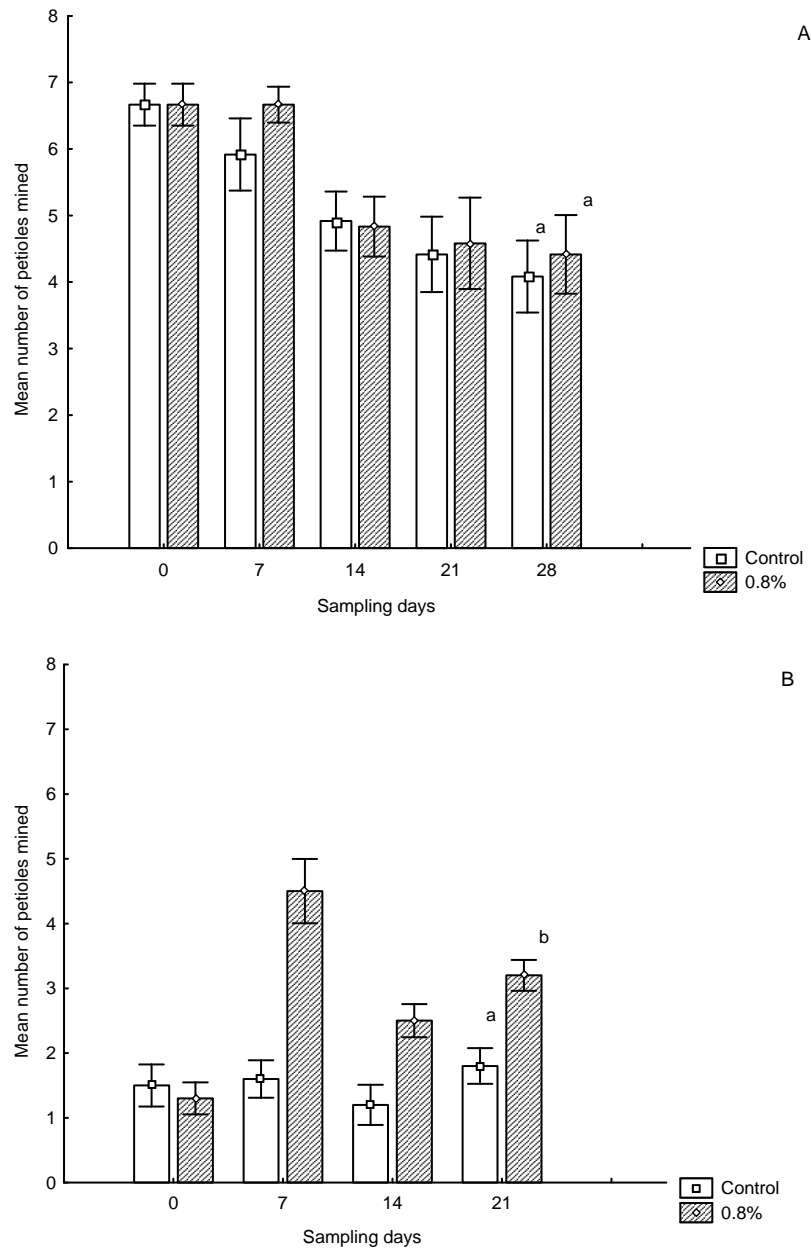 A
8
7
6
5
4
3
2
1
0
Mean number of petioles mined
a
a
0 7 14 21 28
Sampling days
Control
0.8%
B
8
7
6
5
4
3
2
1
0
Mean number of petioles mined
b
a
0 7 14 21
Sampling days
Control
0.8%